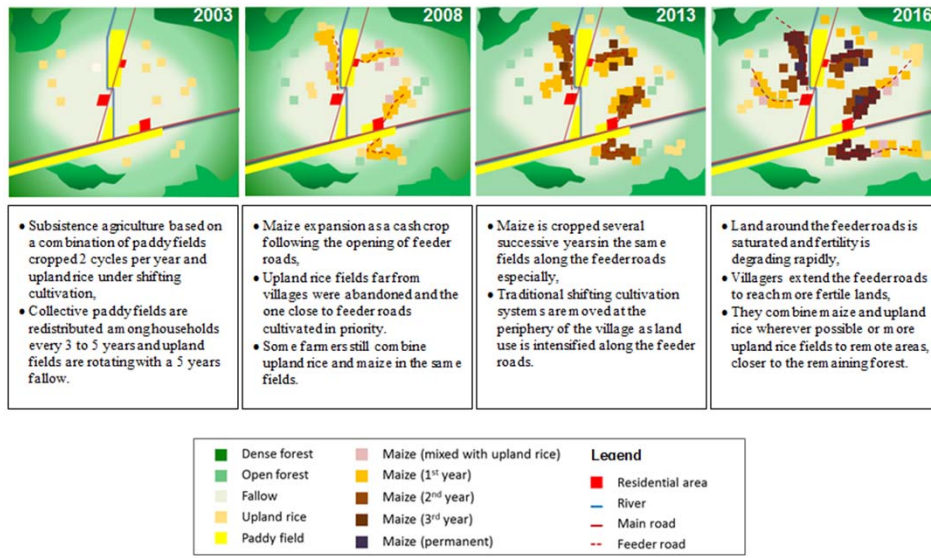 2003
2008
2013
2016
• Subsistence agriculture based on
a combination of paddy fields
cropped 2 cycles per year and
upland rice under shifting
cultivation,
• Collective paddy fields are
redistributed among households
every 3 to 5 years and upland
fields are rotating with a 5 years
fallow.
• Maize expansion as a cash crop
following the opening of feeder
roads,
• Upland rice fields far from
villages were abandoned and the
one close to feeder roads
cultivated in priority.
• Some farmers still combine
upland rice and maize in the same
fields.
• Maize is cropped several
successive years in the same
fields along the feeder roads
especially,
• Traditional shifting cultivation
systems are moved at the
periphery of the village as land
use is intensified along the feeder
roads.
• Land around the feeder roads is
saturated and fertility is
degrading rapidly,
• Villagers extend the feeder roads
to reach more fertile lands,
• They combine maize and upland
rice wherever possible or more
upland rice fields to remote areas,
closer to the remaining forest.
Dense forest
Open forest
Fallow
Upland rice
Paddy field
Maize (mixed with upland rice)
Maize (1st year)
Maize (2nd year)
Maize (3rd year)
Maize (permanent)
Legend
Residential area
River
Main road
Feeder road